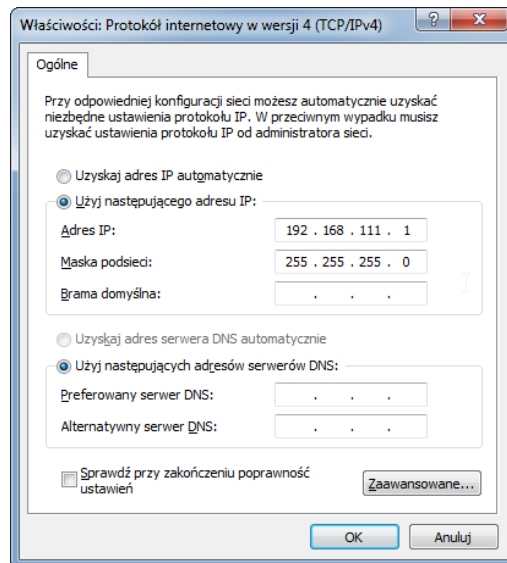 Właściwości: Protokół internetowy w wersji 4 (TCP/IPv4)
Ogólne
Przy odpowiedniej konfiguracji sieci możesz automatycznie uzyskać
niezbędne ustawienia protokołu IP. W przeciwnym wypadku musisz
uzyskać ustawienia protokołu IP od administratora sieci.
Uzyskaj adres IP automatycznie
Użyj następującego adresu IP:
Adres IP: 192 . 168 . 111 . 1
Maska podsieci: 255 . 255 . 255 . 0
Brama domyślna: . . .
Uzyskaj adres serwera DNS automatycznie
Użyj następujących adresów serwerów DNS:
Preferowany serwer DNS: . . .
Alternatywny serwer DNS: . . .
Sprawdź przy zakończeniu poprawność
ustawień
Zaawansowane...
OK Anuluj